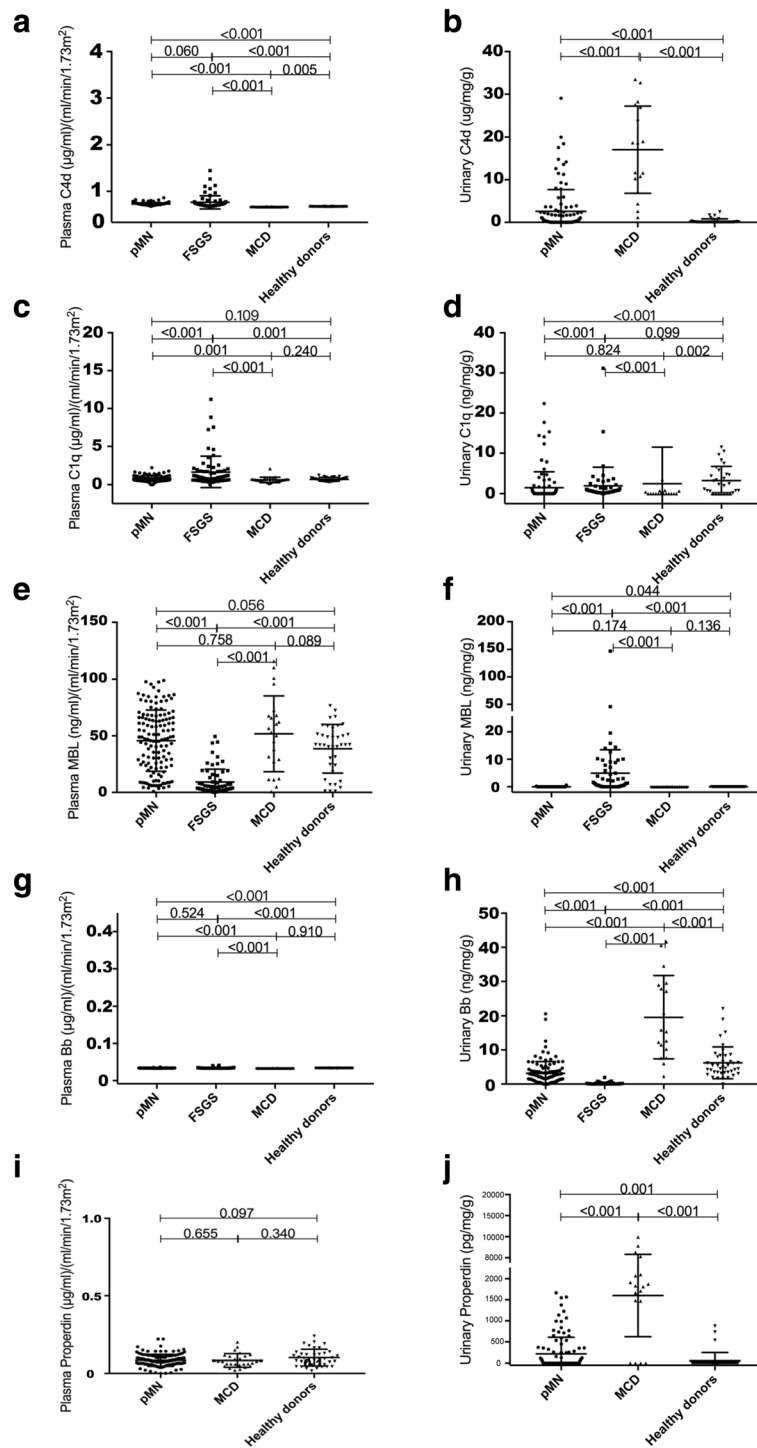 a
<0.001
0.060 <0.001
<0.001 0.005
<0.001
Plasma C4d (µg/ml)/(ml/min/1.73m²)
4
3
2
1
0
pMN FSGS MCD Healthy donors
b
<0.001
<0.001 <0.001
Urinary C4d (ug/mg/g)
40
30
20
10
0
pMN MCD Healthy donors
c
0.109
<0.001 0.001
0.001 0.240
<0.001
Plasma C1q (µg/ml)/(ml/min/1.73m²)
20
15
10
5
0
pMN FSGS MCD Healthy donors
d
<0.001
<0.001 0.099
0.824 0.002
<0.001
Urinary C1q (ng/mg/g)
40
30
20
10
0
pMN FSGS MCD Healthy donors
e
0.056
<0.001 <0.001
0.758 0.089
<0.001
Plasma MBL (ng/ml)/(ml/min/1.73m²)
150
100
50
0
pMN FSGS MCD Healthy donors
f
0.044
<0.001 <0.001
0.174 0.136
<0.001
Urinary MBL (ng/mg/g)
200
150
100
50
20
10
0
pMN FSGS MCD Healthy donors
g
<0.001
0.524 <0.001
<0.001 0.910
<0.001
Plasma Bb (µg/ml)/(ml/min/1.73m²)
0.4
0.3
0.2
0.1
0
pMN FSGS MCD Healthy donors
h
<0.001
<0.001 <0.001
<0.001 <0.001
<0.001
Urinary Bb (ng/mg/g)
50
40
30
20
10
0
pMN FSGS MCD Healthy donors
i
0.097
0.655 0.340
Plasma Properdin (µg/ml)/(ml/min/1.73m²)
1.0
0.5
0
0.1
pMN MCD Healthy donors
j
0.001
<0.001 <0.001
Urinary Properdin (pg/mg/g)
20000
15000
10000
8000
2000
1500
1000
500
0
pMN MCD Healthy donors